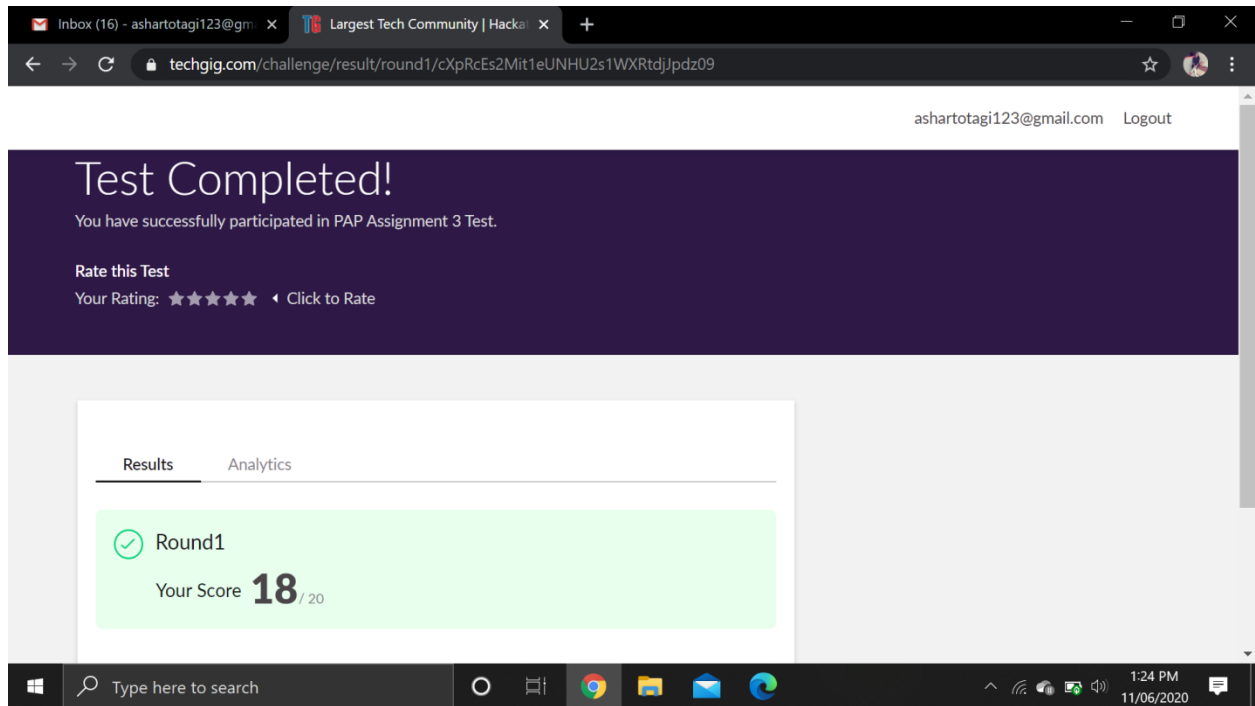 Inbox (16) - ashartotagi123@gm
Largest Tech Community | Hacka
techgig.com/challenge/result/round1/cXpRcEs2Mit1eUNHU2s1WXRtdjJpdz09
ashartotagi123@gmail.com Logout
Test Completed!
You have successfully participated in PAP Assignment 3 Test.
Rate this Test
Your Rating: Click to Rate
Results Analytics
Round1
Your Score 18 / 20
Type here to search
1:24 PM
11/06/2020